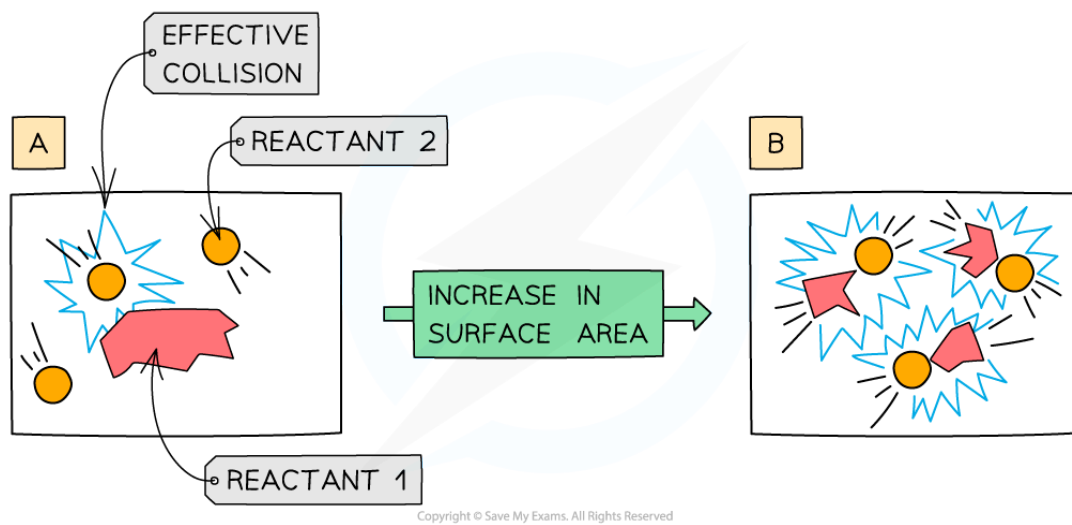 EFFECTIVE
COLLISION
A
REACTANT 2
B
INCREASE IN
SURFACE AREA
REACTANT 1
Copyright © Save My Exams. All Rights Reserved